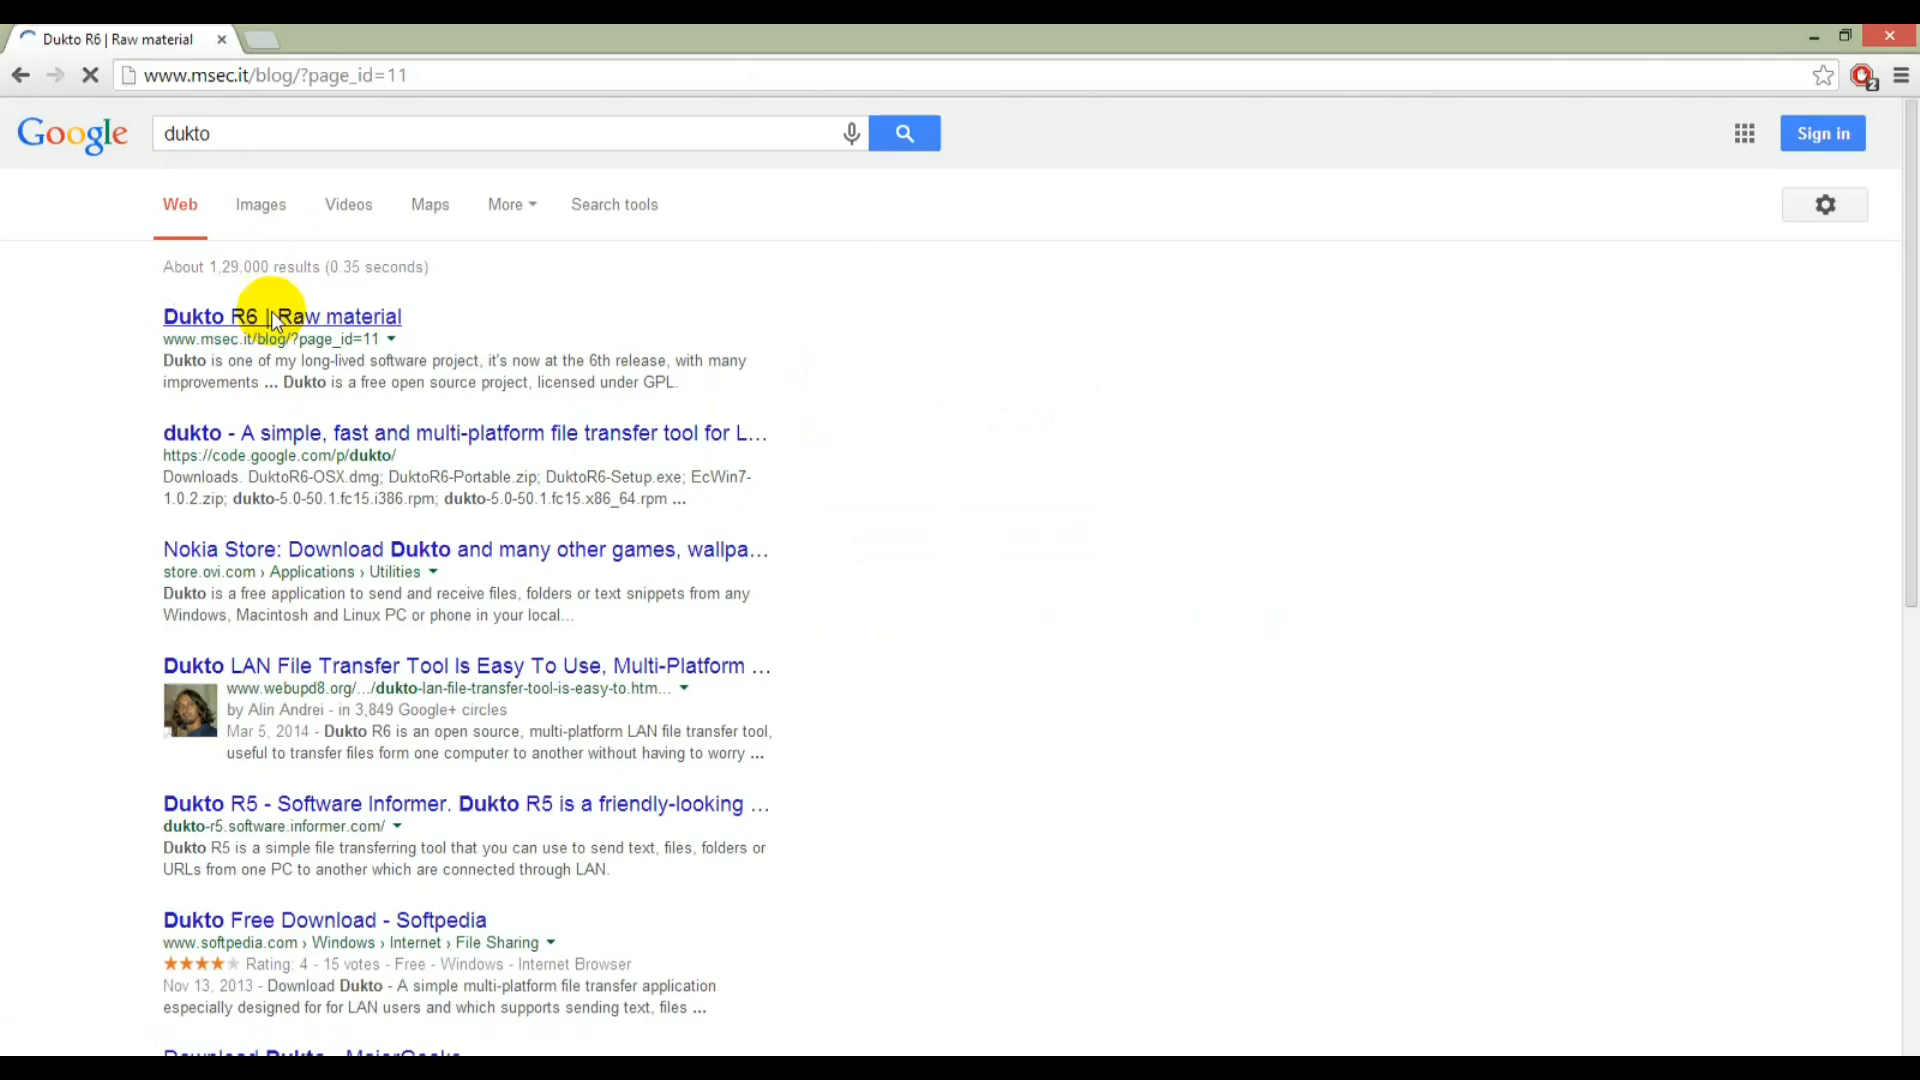 Dukto R6 | Raw material
www.msec.it/blog/?page_id=11
2
Google
dukto
Sign in
Web Images Videos Maps More Search tools
About 1,29,000 results (0.35 seconds)
Dukto R6 | Raw material
www.msec.it/blog/?page_id=11
Dukto is one of my long-lived software project, it's now at the 6th release, with many
improvements ... Dukto is a free open source project, licensed under GPL.
dukto - A simple, fast and multi-platform file transfer tool for L...
https://code.google.com/p/dukto/
Downloads. DuktoR6-OSX.dmg; DuktoR6-Portable.zip; DuktoR6-Setup.exe; EcWin7-
1.0.2.zip; dukto-5.0-50.1.fc15.i386.rpm; dukto-5.0-50.1.fc15.x86_64.rpm ...
Nokia Store: Download Dukto and many other games, wallpa...
store.ovi.com › Applications › Utilities
Dukto is a free application to send and receive files, folders or text snippets from any
Windows, Macintosh and Linux PC or phone in your local...
Dukto LAN File Transfer Tool Is Easy To Use, Multi-Platform ...
www.webupd8.org/.../dukto-lan-file-transfer-tool-is-easy-to.htm...
by Alin Andrei - in 3,849 Google+ circles
Mar 5, 2014 - Dukto R6 is an open source, multi-platform LAN file transfer tool,
useful to transfer files form one computer to another without having to worry ...
Dukto R5 - Software Informer. Dukto R5 is a friendly-looking ...
dukto-r5.software.informer.com/
Dukto R5 is a simple file transferring tool that you can use to send text, files, folders or
URLs from one PC to another which are connected through LAN.
Dukto Free Download - Softpedia
www.softpedia.com › Windows › Internet › File Sharing
Rating: 4 - 15 votes - Free - Windows - Internet Browser
Nov 13, 2013 - Download Dukto - A simple multi-platform file transfer application
especially designed for for LAN users and which supports sending text, files ...
Download Dukto - MajorGeeks